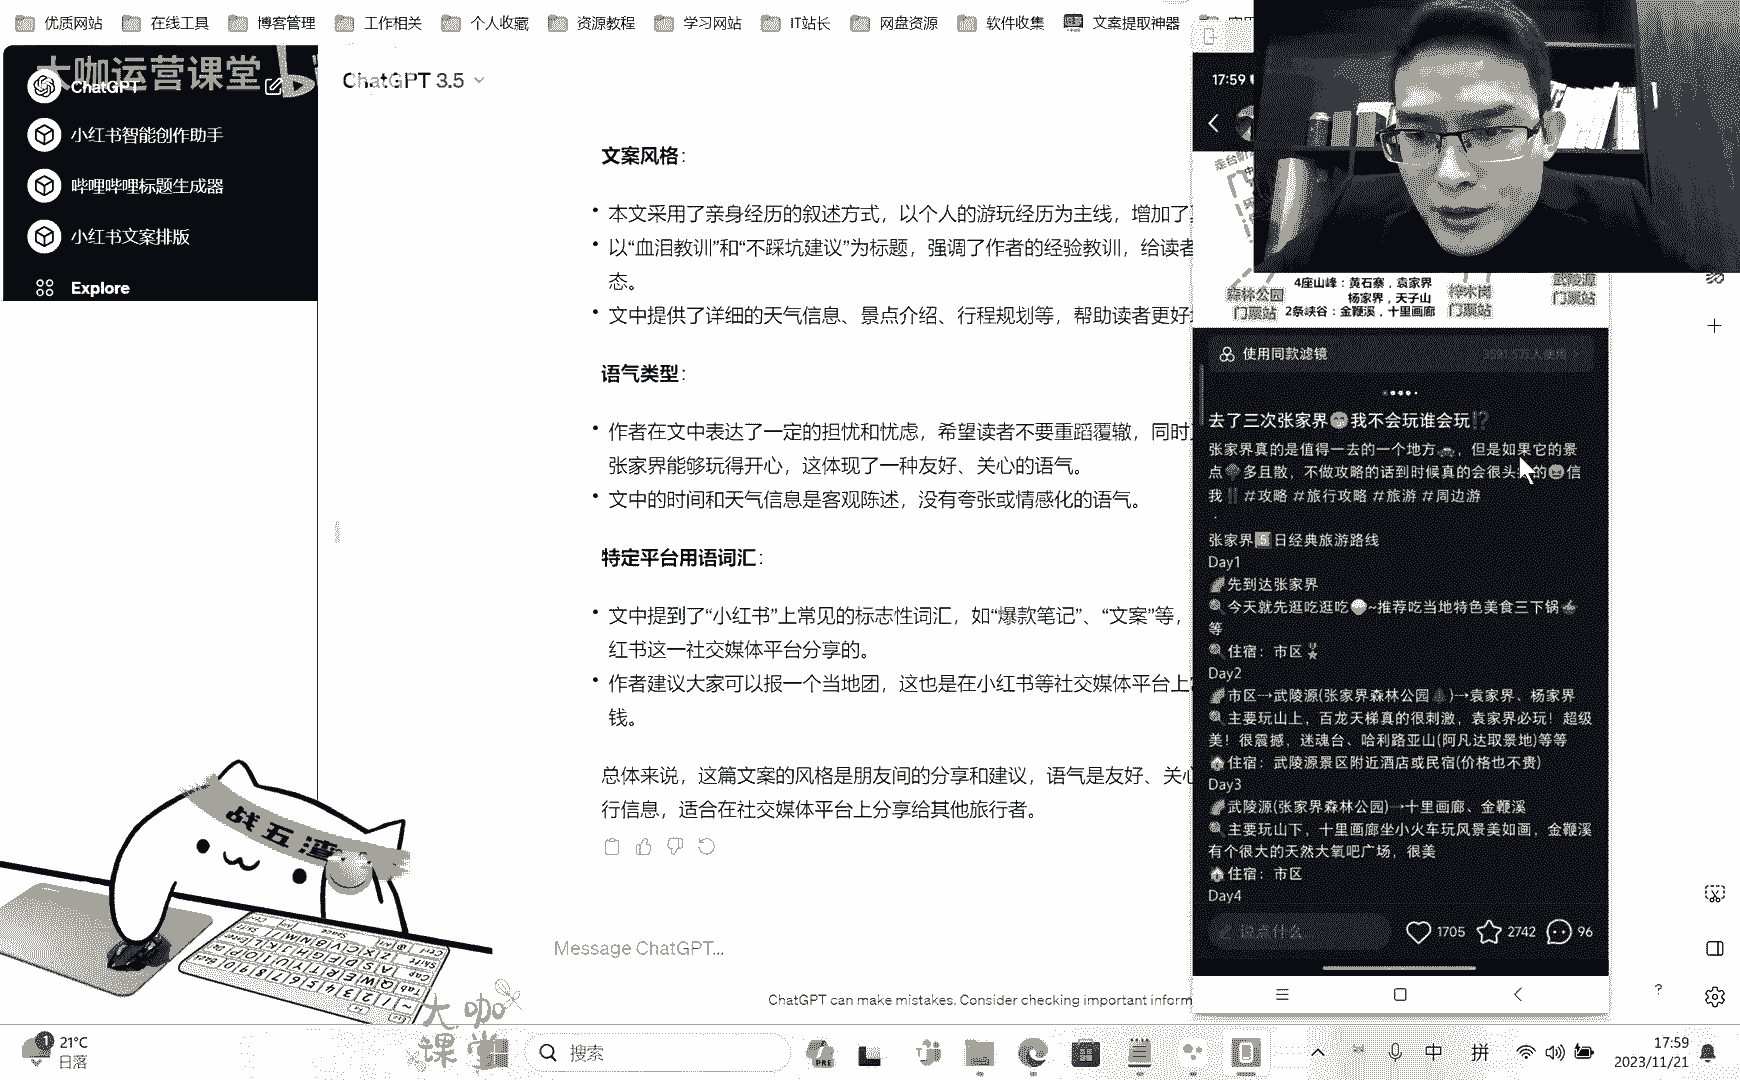 优质网站
在线工具
博客管理
工作相关
个人收藏
资源教程
学习网站
IT站长
网盘资源
软件收集
文案提取神器
大咖运营课堂
ChatGPT
小红书智能创作助手
哔哩哔哩标题生成器
小红书文案排版
Explore
ChatGPT 3.5
文案风格：
• 本文采用了亲身经历的叙述方式，以个人的游玩经历为主线，增加了
• 以“血泪教训”和“不踩坑建议”为标题，强调了作者的经验教训，给读者
态。
• 文中提供了详细的天气信息、景点介绍、行程规划等，帮助读者更好
语气类型：
• 作者在文中表达了一定的担忧和忧虑，希望读者不要重蹈覆辙，同时
张家界能够玩得开心，这体现了一种友好、关心的语气。
• 文中的时间和天气信息是客观陈述，没有夸张或情感化的语气。
特定平台用语词汇：
• 文中提到了“小红书”上常见的标志性词汇，如“爆款笔记”、“文案”等，
红书这一社交媒体平台分享的。
• 作者建议大家可以报一个当地团，这也是在小红书等社交媒体平台上
钱。
总体来说，这篇文案的风格是朋友间的分享和建议，语气是友好、关心
行信息，适合在社交媒体平台上分享给其他旅行者。
Message ChatGPT...
ChatGPT can make mistakes. Consider checking important inform
17:59
森林公园
门票站
4座山峰：黄石寨，袁家界
杨家界，天子山
2条峡谷：金鞭溪，十里画廊
梓木岗
门票站
武陵源
门票站
使用同款滤镜
3591.5万人使用 >
去了三次张家界😁我不会玩谁会玩⁉️
张家界真的是值得一去的一个地方，但是如果它的景
点多且散，不做攻略的话到时候真的会很头的信
我‼️#攻略 #旅行攻略 #旅游 #周边游
.
张家界5️⃣日经典旅游路线
Day1
先到达张家界
今天就先逛吃逛吃🍚~推荐吃当地特色美食三下锅
等
住宿：市区
Day2
市区→武陵源(张家界森林公园🌲)→袁家界、杨家界
主要玩山上，百龙天梯真的很刺激，袁家界必玩！超级
美！很震撼，迷魂台、哈利路亚山(阿凡达取景地)等等
🏠住宿：武陵源景区附近酒店或民宿(价格也不贵)
Day3
武陵源(张家界森林公园)→十里画廊、金鞭溪
主要玩山下，十里画廊坐小火车玩风景美如画，金鞭溪
有个很大的天然大氧吧广场，很美
🏠住宿：市区
Day4
说点什么...
1705
2742
96
战五渣
大咖
课堂
1
21°C
日落
搜索
PRE
中
拼
17:59
2023/11/21